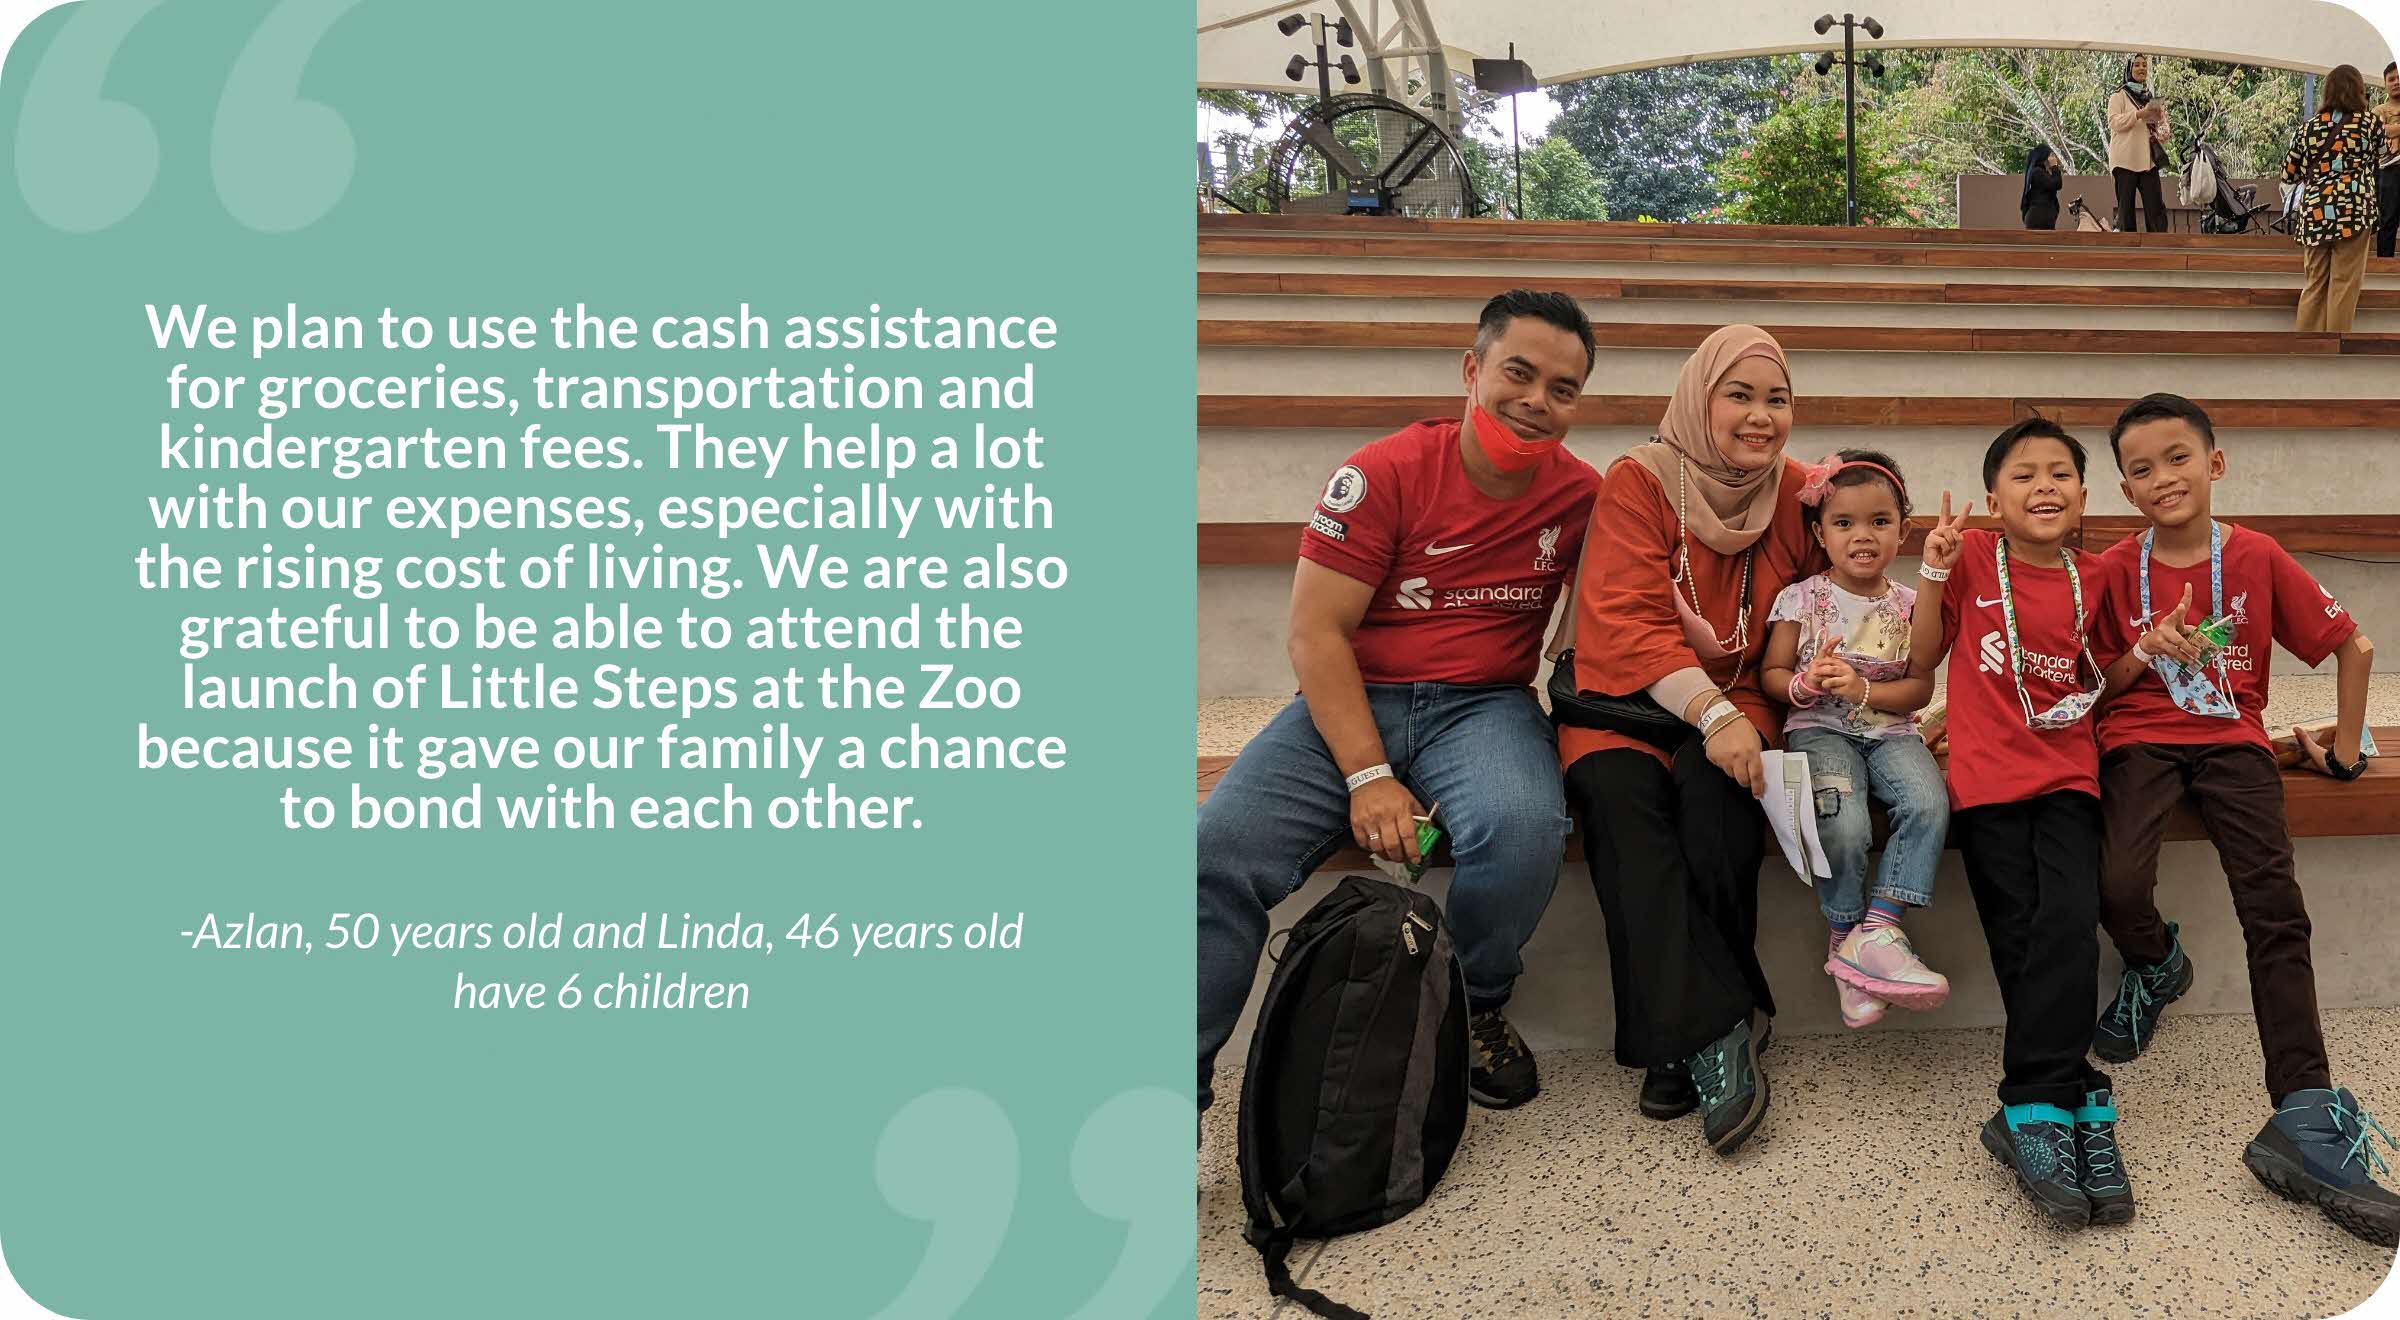 We plan to use the cash assistance
for groceries, transportation and
kindergarten fees. They help a lot
with our expenses, especially with
the rising cost of living. We are also
grateful to be able to attend the
launch of Little Steps at the Zoo
because it gave our family a chance
to bond with each other.
-Azlan, 50 years old and Linda, 46 years old
have 6 children
L.F.C.
standard
GUEST